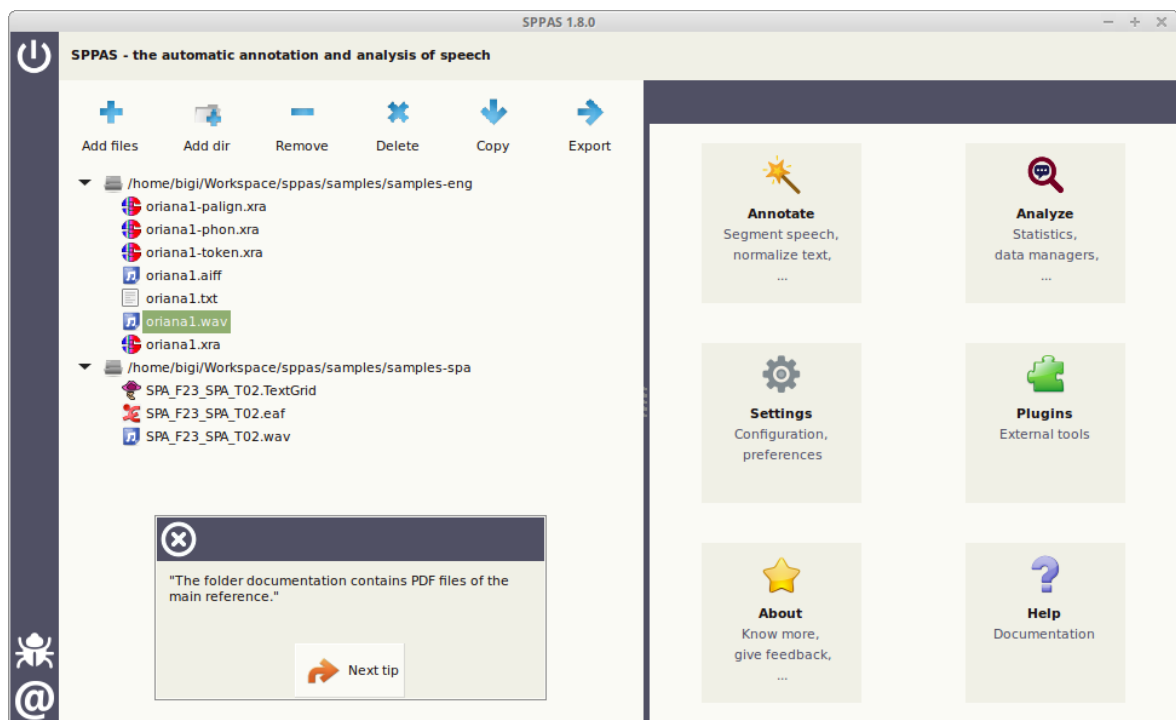 SPPAS 1.8.0
SPPAS - the automatic annotation and analysis of speech
Add files
Add dir
Remove
Delete
Copy
Export
/home/bigi/Workspace/sppas/samples/samples-eng
oriana1-palign.xra
oriana1-phon.xra
oriana1-token.xra
oriana1.aiff
oriana1.txt
oriana1.wav
oriana1.xra
/home/bigi/Workspace/sppas/samples/samples-spa
SPA_F23_SPA_T02.TextGrid
SPA_F23_SPA_T02.eaf
SPA_F23_SPA_T02.wav
"The folder documentation contains PDF files of the
main reference."
Next tip
@
Annotate
Segment speech,
normalize text,
...
Analyze
Statistics,
data managers,
...
Settings
Configuration,
preferences
Plugins
External tools
About
Know more,
give feedback,
...
Help
Documentation